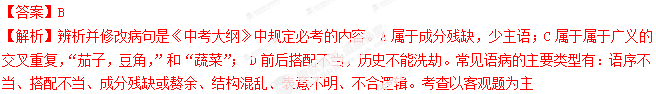 【答案】B
【解析】辨析并修改病句是《中考大纲》中规定必考的内容。A 属于成分残缺，少主语；C 属于属于广义的
交叉重复，“茄子，豆角，”和“蔬菜”； D 前后搭配不当，历史不能洗劫。常见语病的主要类型有：语序不
当、搭配不当、成分残缺或赘余、结构混乱、表意不明、不合逻辑。考查以客观题为主